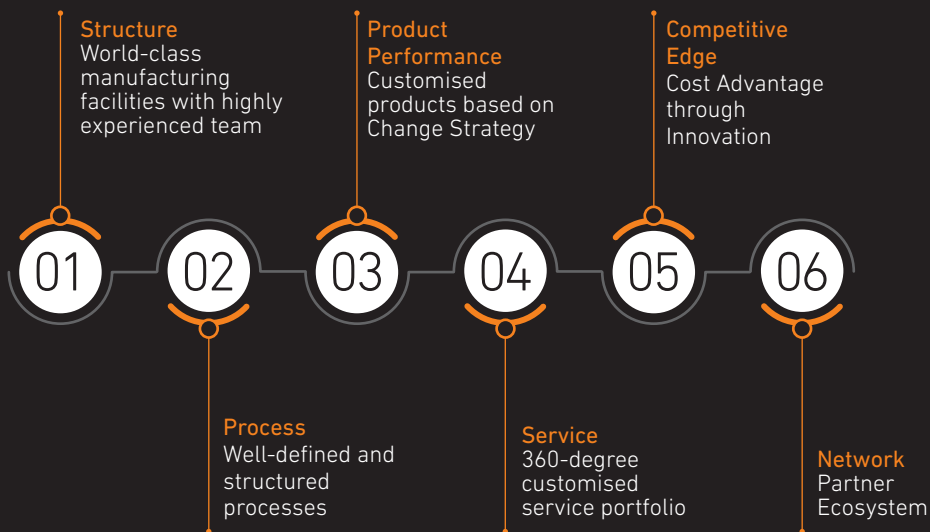 Structure
World-class
manufacturing
facilities with highly
experienced team
Product
Performance
Customised
products based on
Change Strategy
Competitive
Edge
Cost Advantage
through
Innovation
01
02
03
04
05
06
Process
Well-defined and
structured
processes
Service
360-degree
customised
service portfolio
Network
Partner
Ecosystem